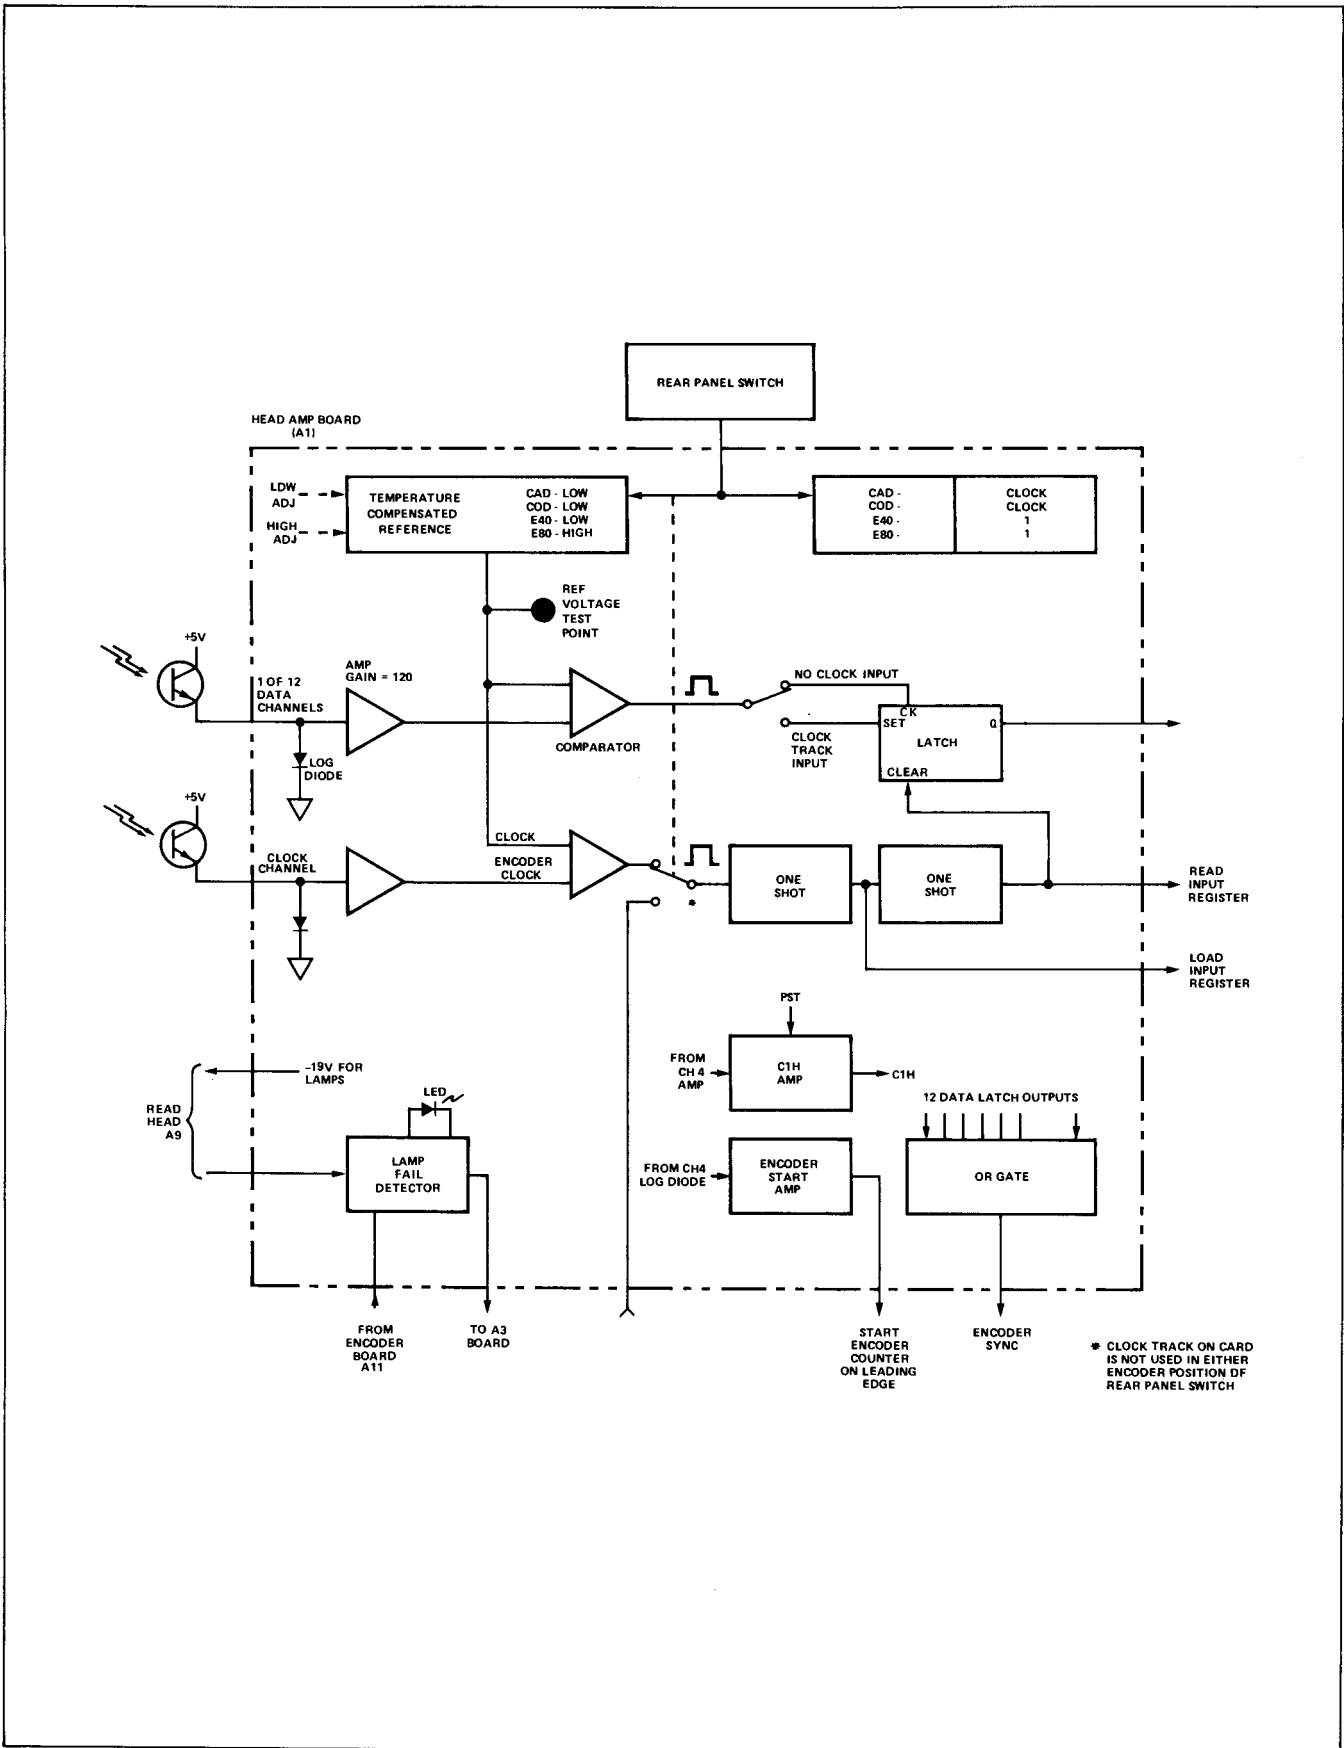 REAR PANEL SWITCH
HEAD AMP BOARD
(A1)
LDW
ADJ
HIGH
ADJ
TEMPERATURE
COMPENSATED
REFERENCE
CAD - LOW
COD - LOW
E40 - LOW
E80 - HIGH
CAD -
COD -
E40 -
E80 -
CLOCK
CLOCK
1
1
REF
VOLTAGE
TEST
POINT
+5V
1 OF 12
DATA
CHANNELS
AMP
GAIN = 120
LOG
DIODE
COMPARATOR
NO CLOCK INPUT
CLOCK
TRACK
INPUT
CK
SET
Q
LATCH
CLEAR
+5V
CLOCK
CHANNEL
CLOCK
ENCODER
CLOCK
*
ONE
SHOT
ONE
SHOT
READ
INPUT
REGISTER
LOAD
INPUT
REGISTER
PST
FROM
CH 4
AMP
C1H
AMP
C1H
-19V FOR
LAMPS
READ
HEAD
A9
LED
LAMP
FAIL
DETECTOR
FROM CH4
LOG DIODE
ENCODER
START
AMP
12 DATA LATCH OUTPUTS
OR GATE
FROM
ENCODER
BOARD
A11
TO A3
BOARD
START
ENCODER
COUNTER
ON LEADING
EDGE
ENCODER
SYNC
* CLOCK TRACK ON CARD
IS NOT USED IN EITHER
ENCODER POSITION DF
REAR PANEL SWITCH